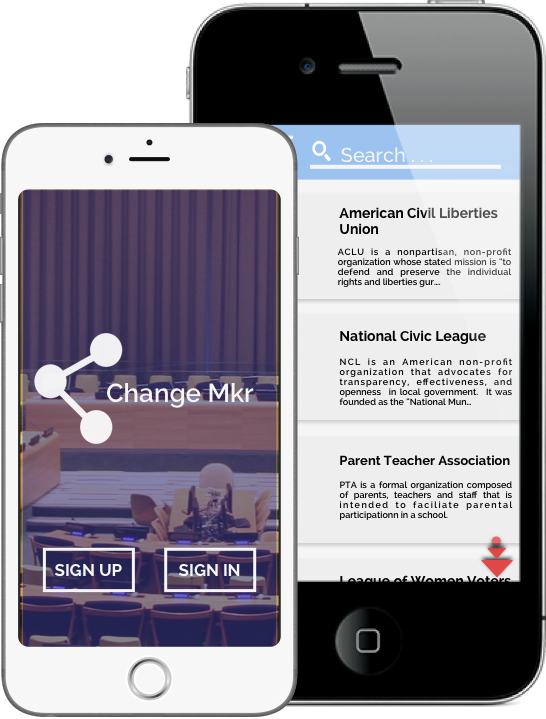 Change Mkr
SIGN UP
SIGN IN
Search . . .
American Civil Liberties
Union
ACLU is a nonpartisan, non-profit
organization whose stated mission is "to
defend and preserve the individual
rights and liberties gur...
National Civic League
NCL is an American non-profit
organization that advocates for
transparency, effectiveness, and
openness in local government. It was
founded as the "National Mun..
Parent Teacher Association
PTA is a formal organization composed
of parents, teachers and staff that is
intended to faciliate parental
participationn in a school.
League of Women Voters